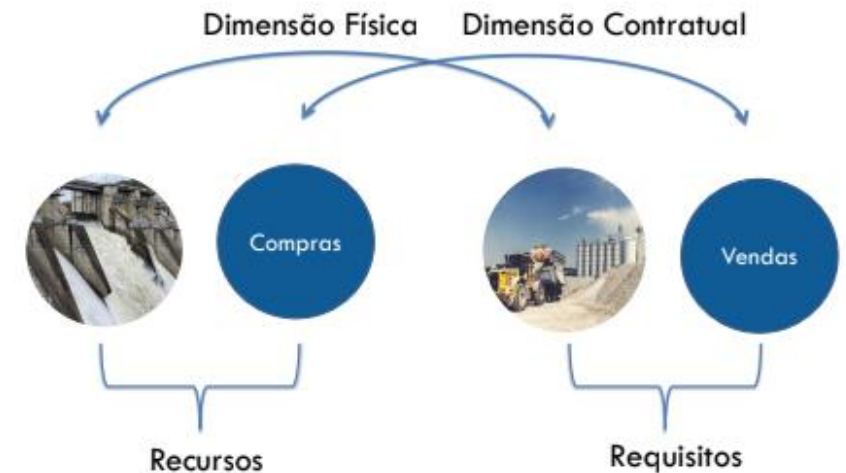 Dimensão Física Dimensão Contratual
Compras
Vendas
Recursos
Requisitos